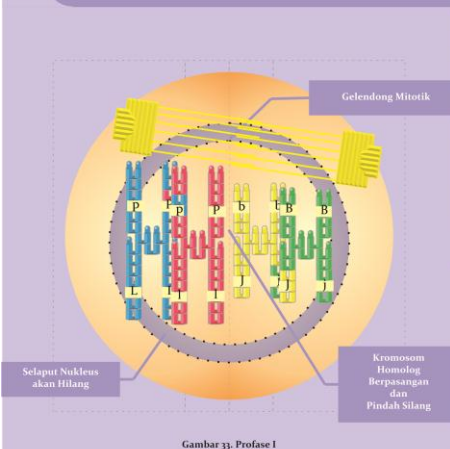 Gelendong Mitotik
P
P
P
b
B
B
L
l
J
J
j
Selaput Nukleus
akan Hilang
Kromosom
Homolog
Berpasangan
dan
Pindah Silang
Gambar 33. Profase I